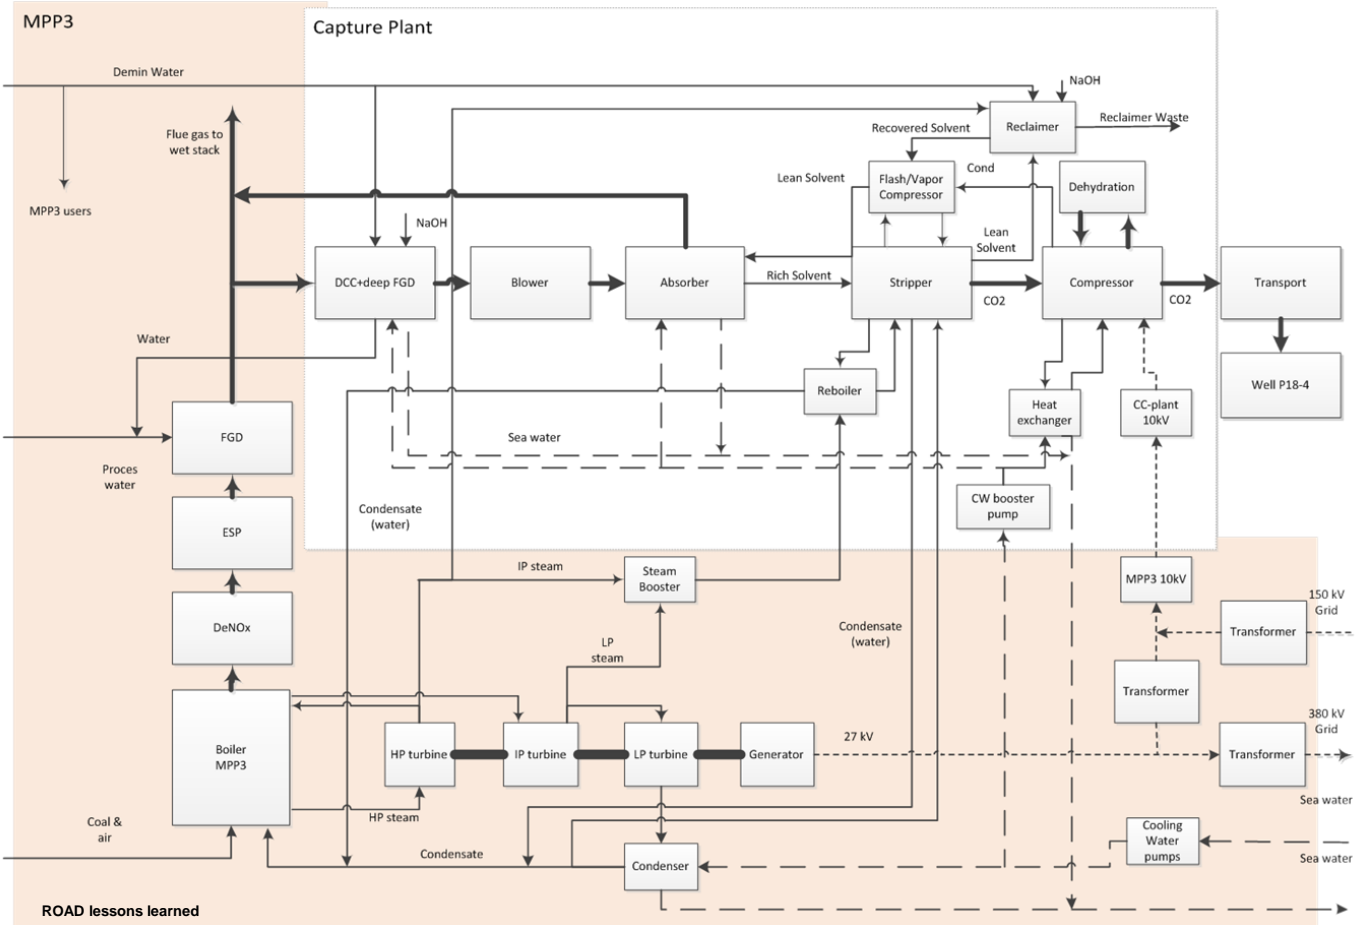 MPP3
Capture Plant
Demin Water
NaOH
Reclaimer Waste
Reclaimer
Recovered Solvent
Flue gas to
wet stack
Lean Solvent
Flash/Vapor
Compressor
Cond
Dehydration
MPP3 users
NaOH
Lean
Solvent
DCC+deep FGD
Blower
Absorber
Rich Solvent
Stripper
CO2
Compressor
CO2
Transport
Water
Reboiler
Heat
exchanger
CC-plant
10kV
Well P18-4
FGD
Sea water
Proces
water
ESP
Condensate
(water)
CW booster
pump
IP steam
Steam
Booster
MPP3 10kV
150 kV
Grid
DeNOx
LP
steam
Condensate
(water)
Transformer
Transformer
380 kV
Grid
Boiler
MPP3
HP turbine
IP turbine
LP turbine
Generator
27 kV
Transformer
HP steam
Sea water
Coal &
air
Condensate
Condenser
Cooling
Water
pumps
Sea water
ROAD lessons learned